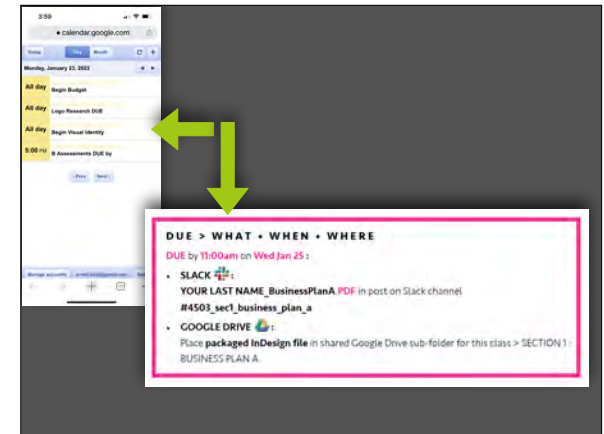 3:59
calendar.google.com
Today Day Month
Monday, January 23, 2023
All day Begin Budget
All day Logo Research DUE
All day Begin Visual Identity
5:00 PM B Assessments DUE by
‹ Prev Next ›
DUE > WHAT • WHEN • WHERE
DUE by 11:00am on Wed Jan 25 :
• SLACK :
YOUR LAST NAME_BusinessPlanA.PDF in post on Slack channel
#4503_sec1_business_plan_a
• GOOGLE DRIVE :
Place packaged InDesign file in shared Google Drive sub-folder for this class > SECTION 1 :
BUSINESS PLAN A.